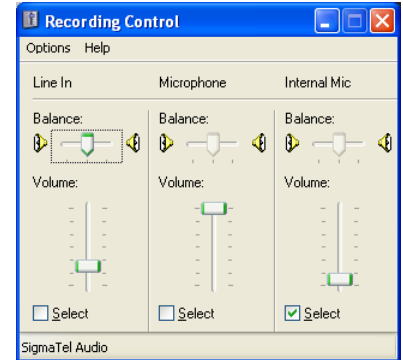 Recording Control
Options Help
Line In Microphone Internal Mic
Balance: Balance: Balance:
Volume: Volume: Volume:
Select Select Select
SigmaTel Audio